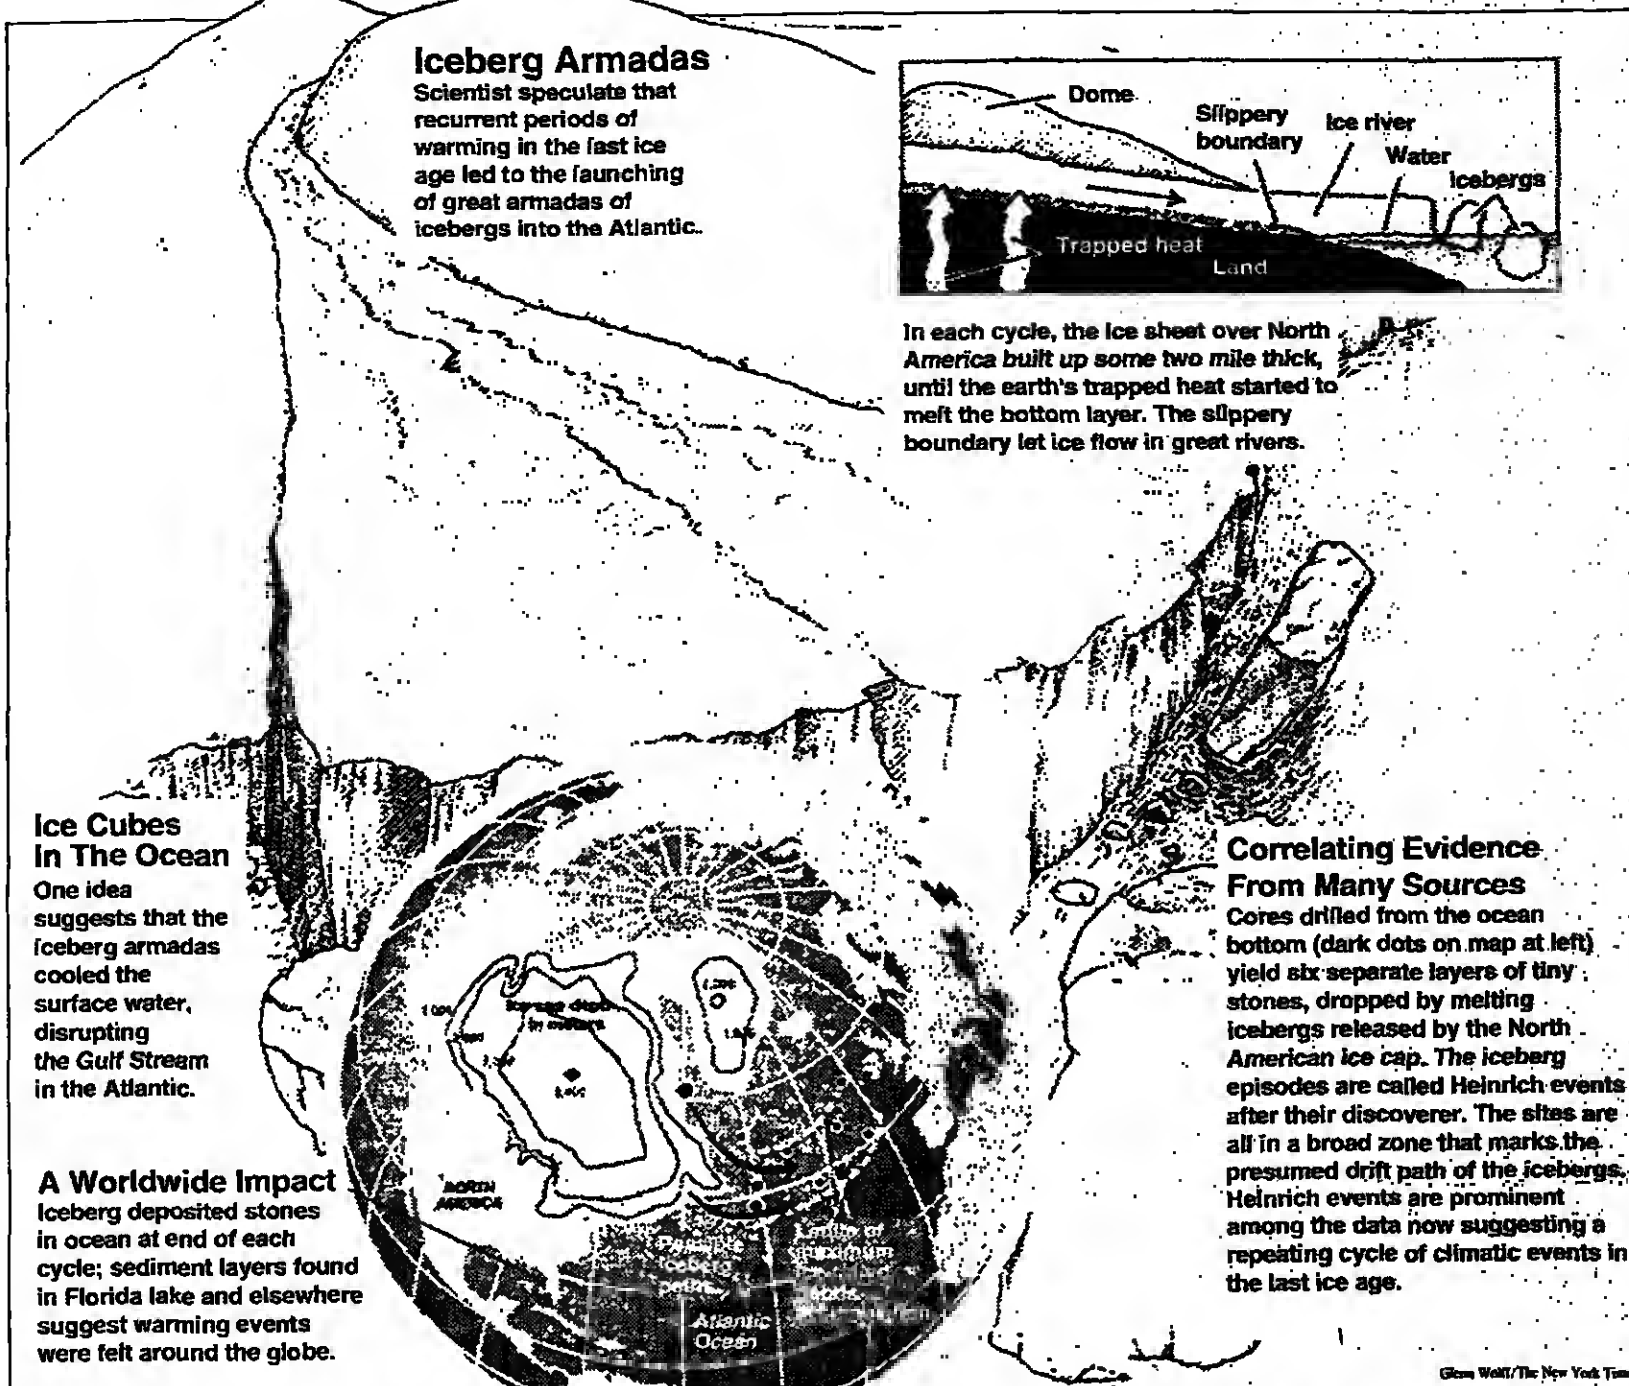 Iceberg Armadas
Scientist speculate that
recurrent periods of
warming in the last ice
age led to the launching
of great armadas of
icebergs into the Atlantic.
Dome
Slippery
boundary
Ice river
Water
Icebergs
Trapped heat
Land
In each cycle, the ice sheet over North
America built up some two mile thick,
until the earth's trapped heat started to
melt the bottom layer. The slippery
boundary let ice flow in great rivers.
Ice Cubes
In The Ocean
One idea
suggests that the
iceberg armadas
cooled the
surface water,
disrupting
the Gulf Stream
in the Atlantic.
A Worldwide Impact
Iceberg deposited stones
in ocean at end of each
cycle; sediment layers found
in Florida lake and elsewhere
suggest warming events
were felt around the globe.
in meters
NORTH
AMERICA
Iceberg
Atlantic
Ocean
Correlating Evidence
From Many Sources
Cores drilled from the ocean
bottom (dark dots on map at left)
yield six separate layers of tiny
stones, dropped by melting
icebergs released by the North
American ice cap. The iceberg
episodes are called Heinrich events
after their discoverer. The sites are
all in a broad zone that marks the
presumed drift path of the icebergs.
Heinrich events are prominent
among the data now suggesting a
repeating cycle of climatic events in
the last ice age.
Glenn Wolff/The New York Times